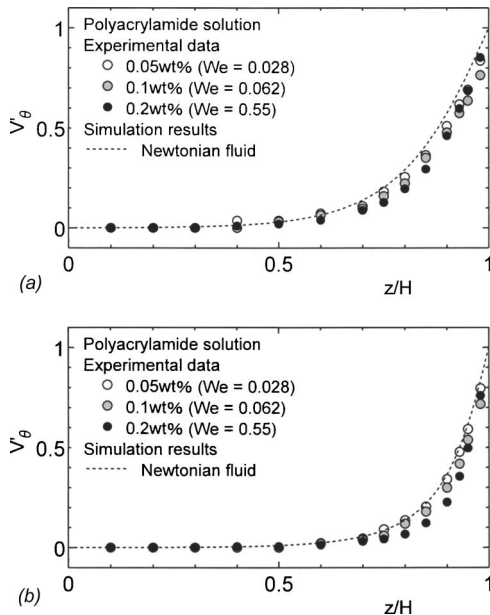 Polyacrylamide solution
Experimental data
0.05wt% (We = 0.028)
0.1wt% (We = 0.062)
0.2wt% (We = 0.55)
Simulation results
Newtonian fluid
V'θ
1
0.5
0
0
0.5
1
z/H
(a)
Polyacrylamide solution
Experimental data
0.05wt% (We = 0.028)
0.1wt% (We = 0.062)
0.2wt% (We = 0.55)
Simulation results
Newtonian fluid
V'θ
1
0.5
0
0
0.5
1
z/H
(b)